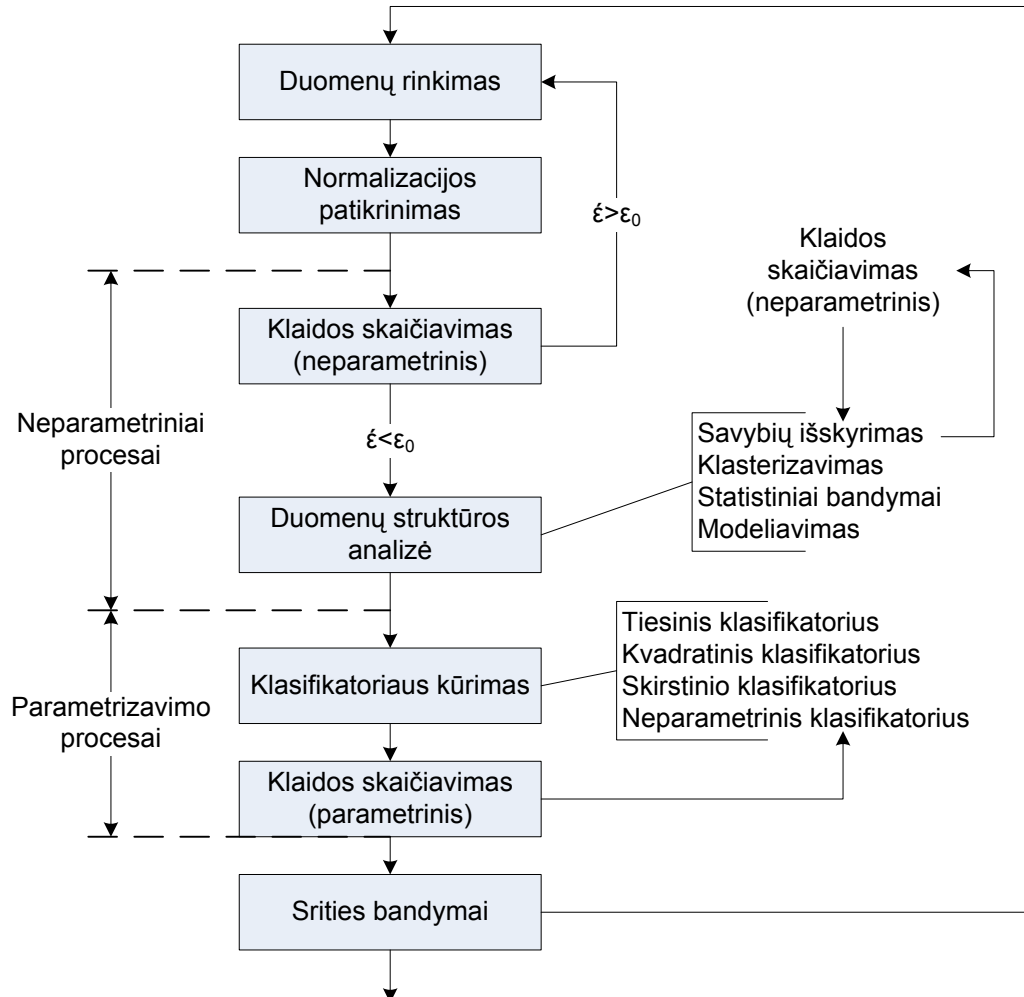 Duomenų rinkimas
Normalizacijos
patikrinimas
έ>ε₀
Klaidos
skaičiavimas
(neparametrinis)
Klaidos skaičiavimas
(neparametrinis)
Neparametriniai
procesai
έ<ε₀
Savybių išskyrimas
Klasterizavimas
Statistiniai bandymai
Modeliavimas
Duomenų struktūros
analizė
Tiesinis klasifikatorius
Kvadratinis klasifikatorius
Skirstinio klasifikatorius
Neparametrinis klasifikatorius
Klasifikatoriaus kūrimas
Parametrizavimo
procesai
Klaidos skaičiavimas
(parametrinis)
Srities bandymai